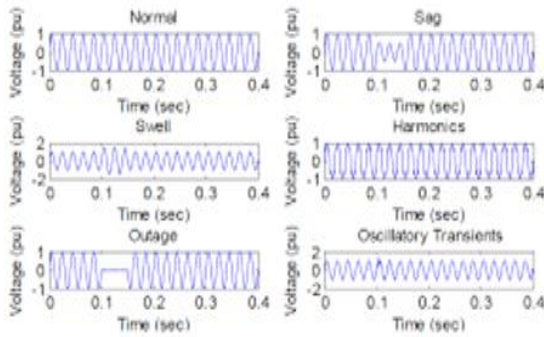 Normal
Voltage (pu)
1
0
-1
0 0.1 0.2 0.3 0.4
Time (sec)
Sag
Voltage (pu)
1
0
-1
0 0.1 0.2 0.3 0.4
Time (sec)
Swell
Voltage (pu)
2
0
-2
0 0.1 0.2 0.3 0.4
Time (sec)
Harmonics
Voltage (pu)
1
0
-1
0 0.1 0.2 0.3 0.4
Time (sec)
Outage
Voltage (pu)
1
0
-1
0 0.1 0.2 0.3 0.4
Time (sec)
Oscillatory Transients
Voltage (pu)
2
0
-2
0 0.1 0.2 0.3 0.4
Time (sec)